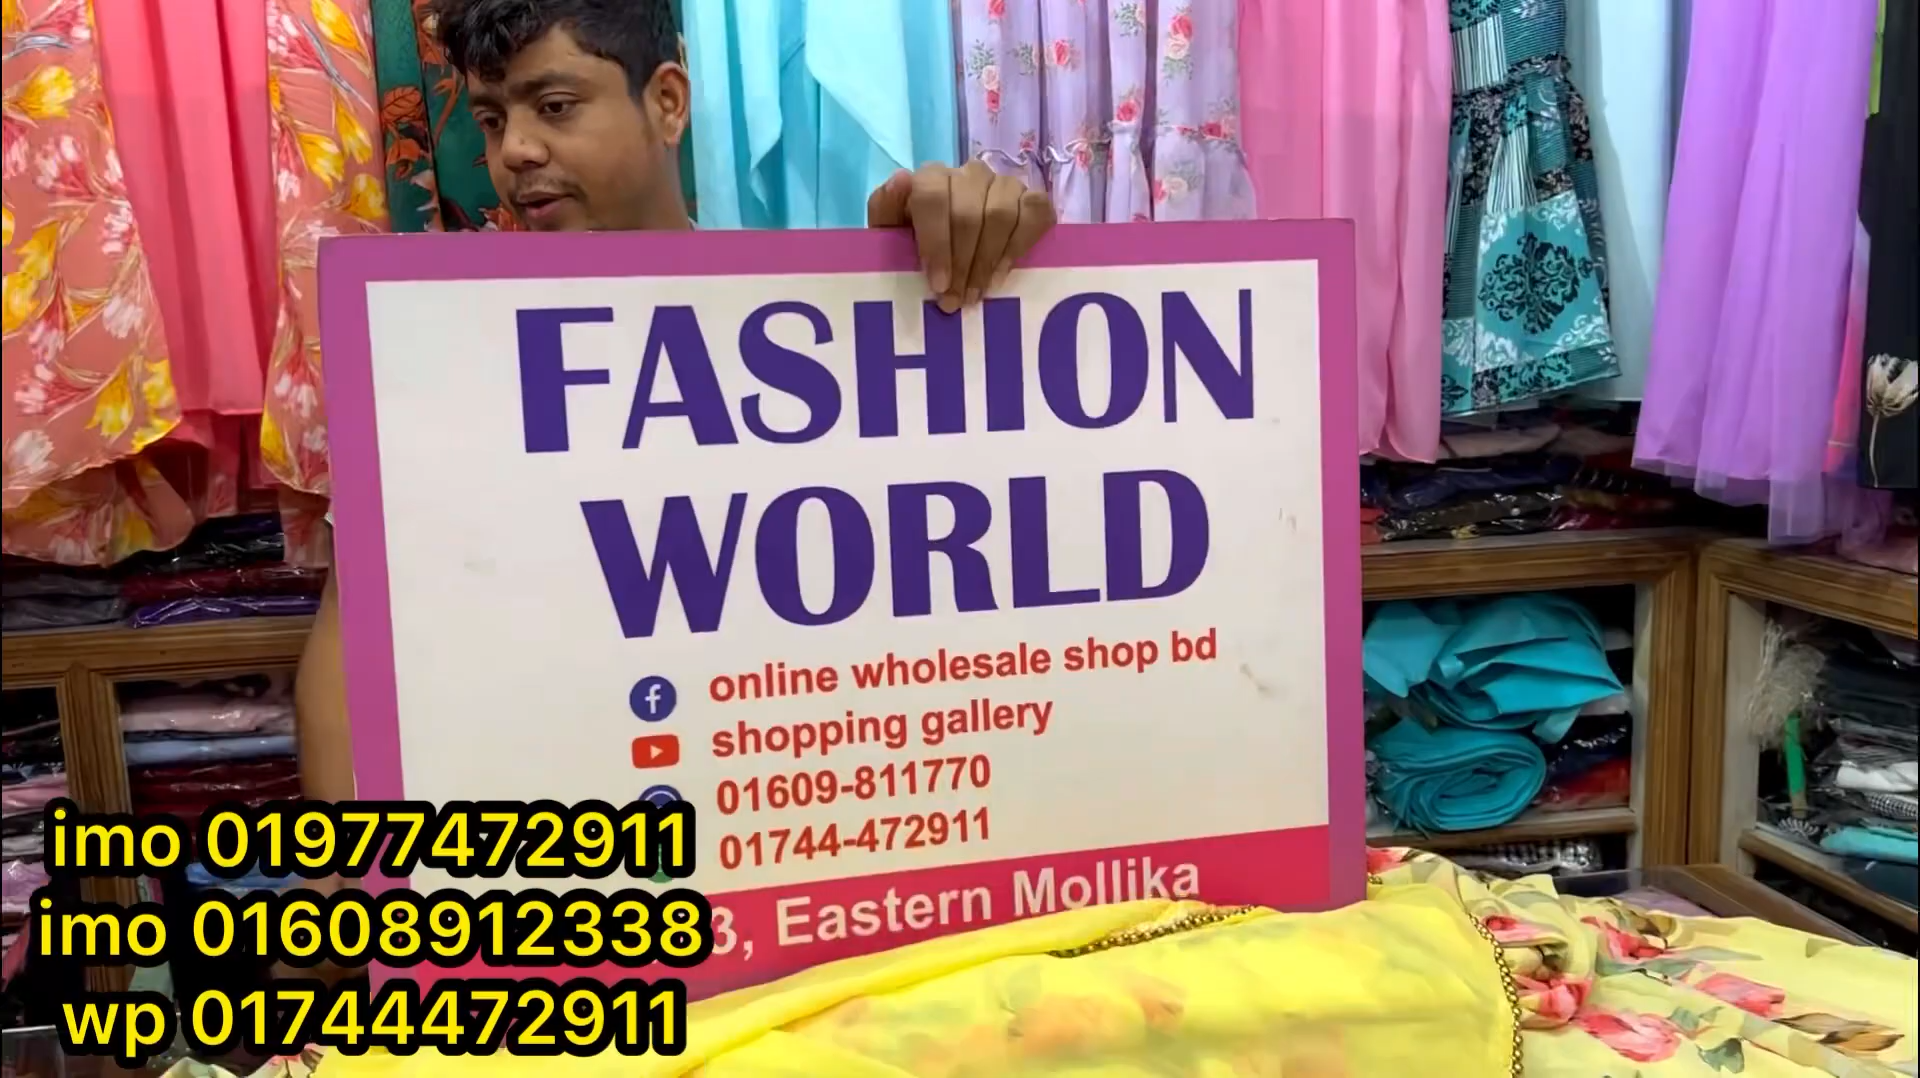 FASHION
WORLD
online wholesale shop bd
shopping gallery
01609-811770
01744-472911
3, Eastern Mollika
imo 01977472911
imo 01608912338
wp 01744472911